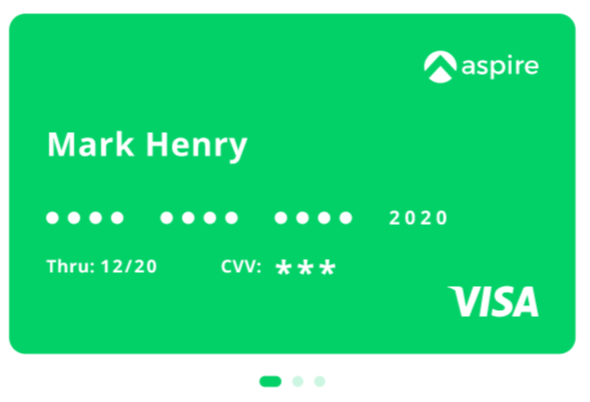 aspire
Mark Henry
•••• •••• •••• 2020
Thru: 12/20 CVV: ***
VISA